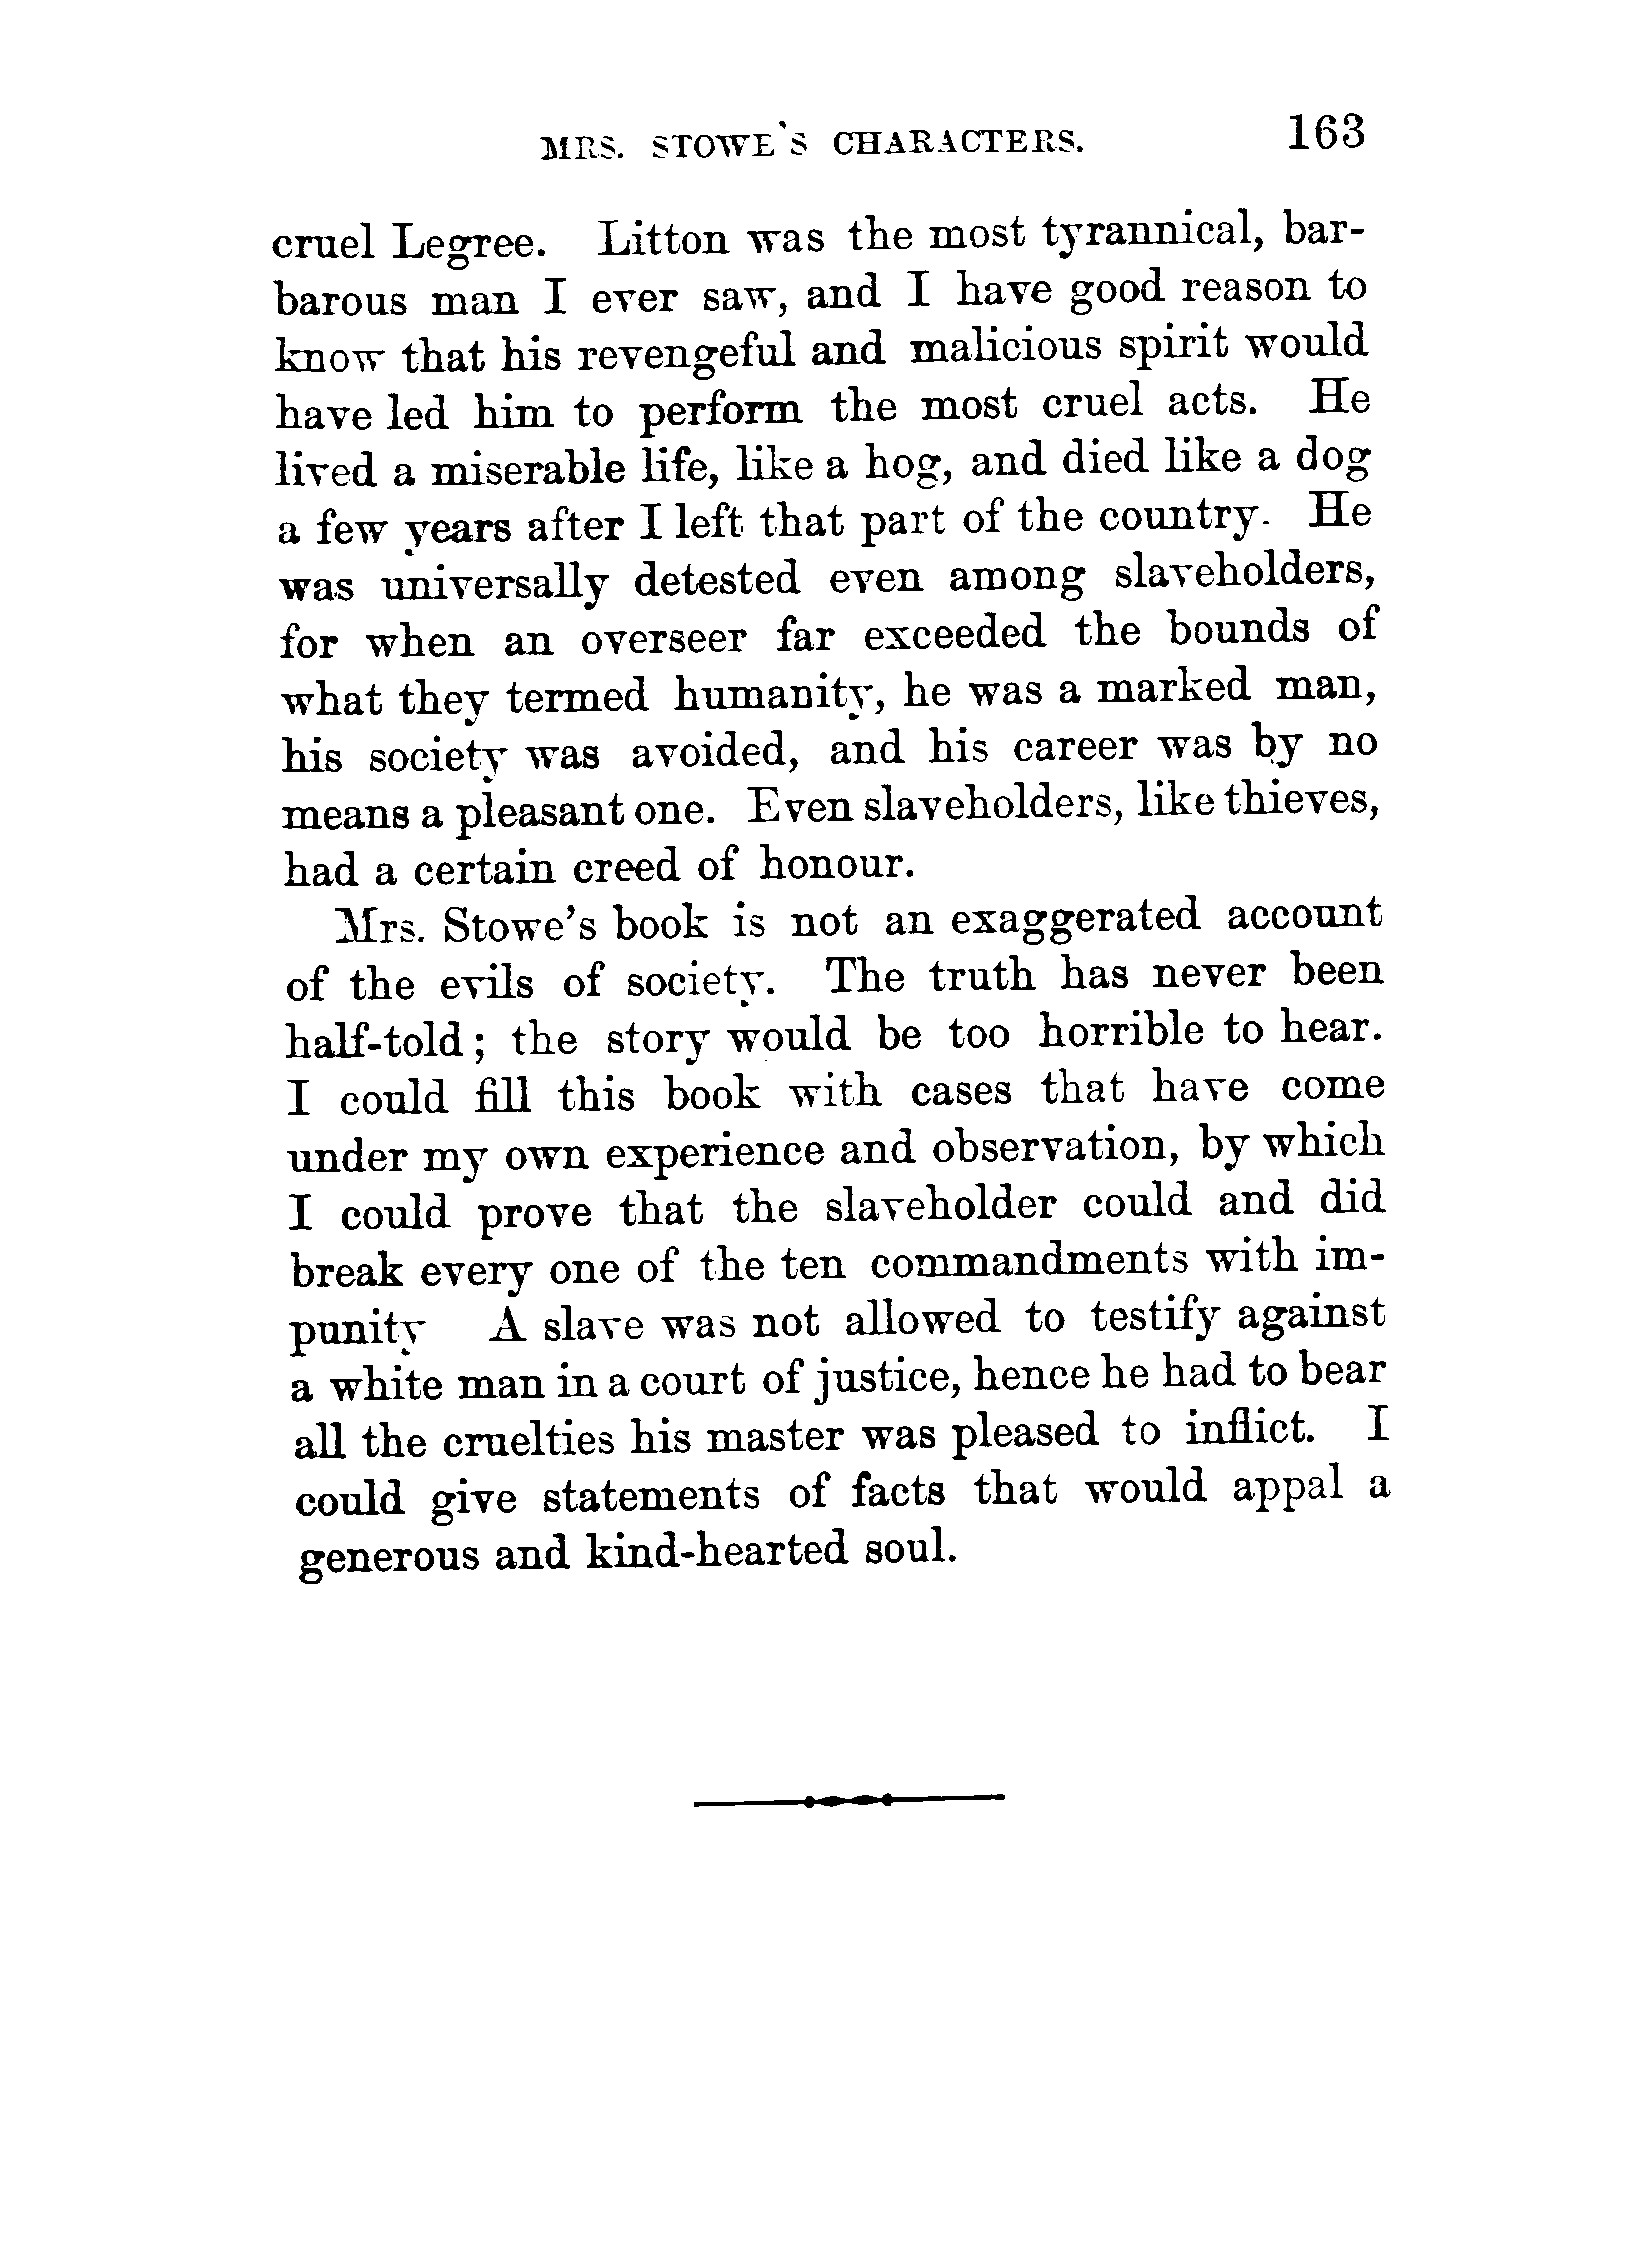 MRS. STOWE'S CHARACTERS. 163
cruel Legree. Litton was the most tyrannical, bar-
barous man I ever saw, and I have good reason to
know that his revengeful and malicious spirit would
have led him to perform the most cruel acts. He
lived a miserable life, like a hog, and died like a dog
a few years after I left that part of the country. He
was universally detested even among slaveholders,
for when an overseer far exceeded the bounds of
what they termed humanity, he was a marked man,
his society was avoided, and his career was by no
means a pleasant one. Even slaveholders, like thieves,
had a certain creed of honour.
Mrs. Stowe's book is not an exaggerated account
of the evils of society. The truth has never been
half-told; the story would be too horrible to hear.
I could fill this book with cases that have come
under my own experience and observation, by which
I could prove that the slaveholder could and did
break every one of the ten commandments with im-
punity A slave was not allowed to testify against
a white man in a court of justice, hence he had to bear
all the cruelties his master was pleased to inflict. I
could give statements of facts that would appal a
generous and kind-hearted soul.